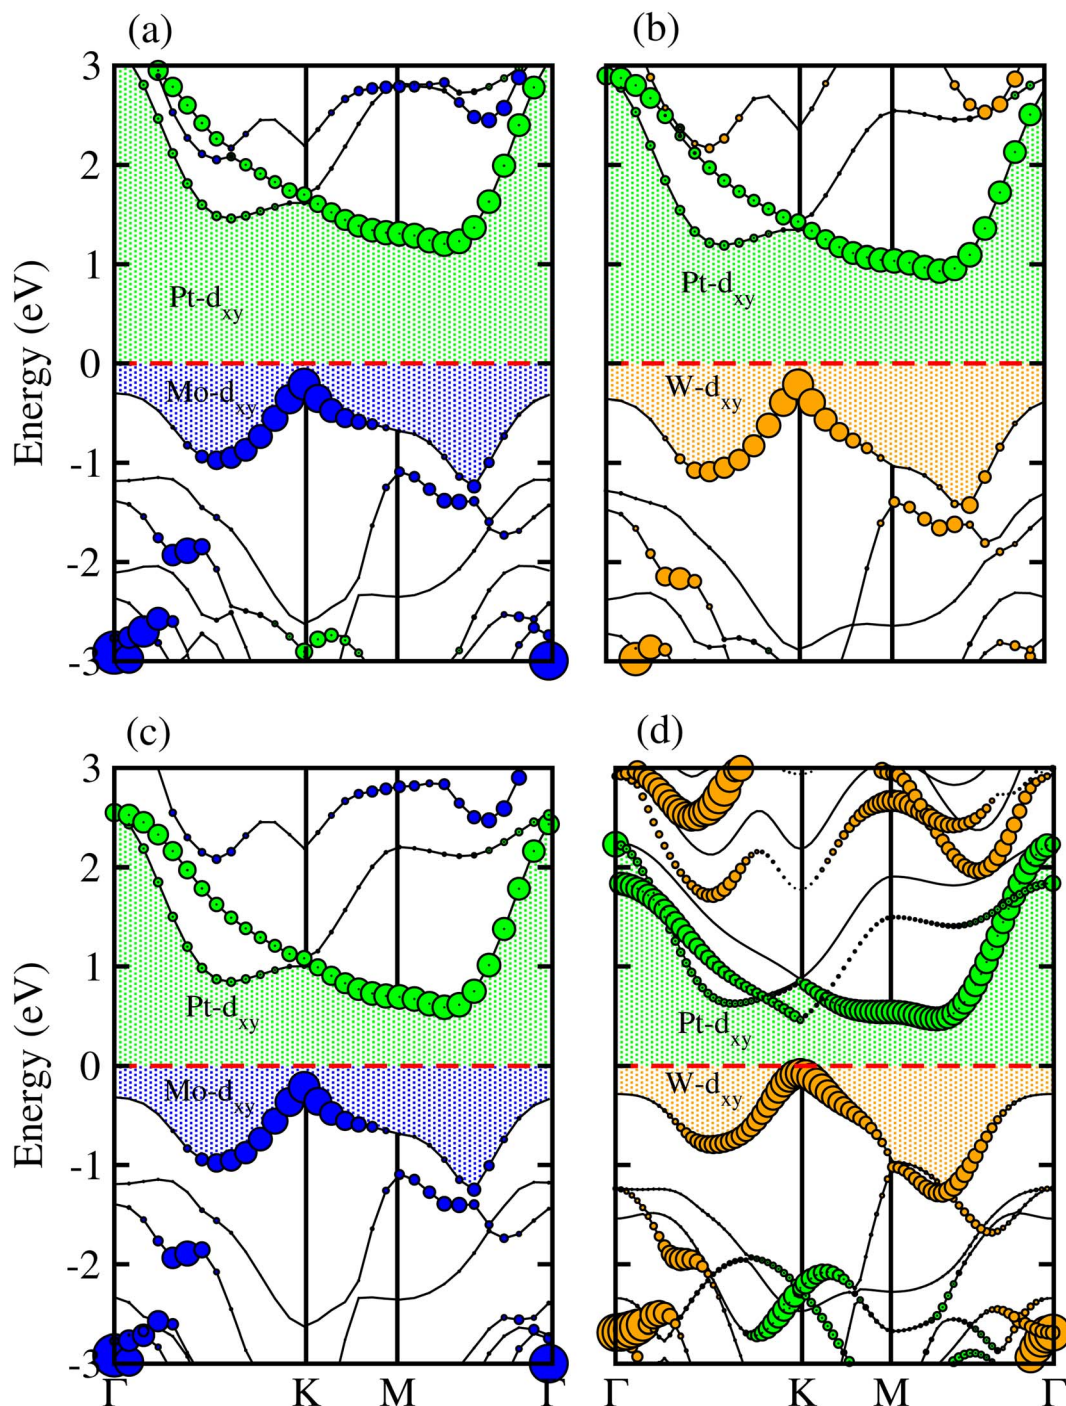 (a)
(b)
3
2
1
0
-1
-2
-3
Energy (eV)
Pt-dxy
Mo-dxy
Pt-dxy
W-dxy
(c)
(d)
3
2
1
0
-1
-2
-3
Energy (eV)
Pt-dxy
Mo-dxy
Pt-dxy
W-dxy
Γ K M Γ
Γ K M Γ